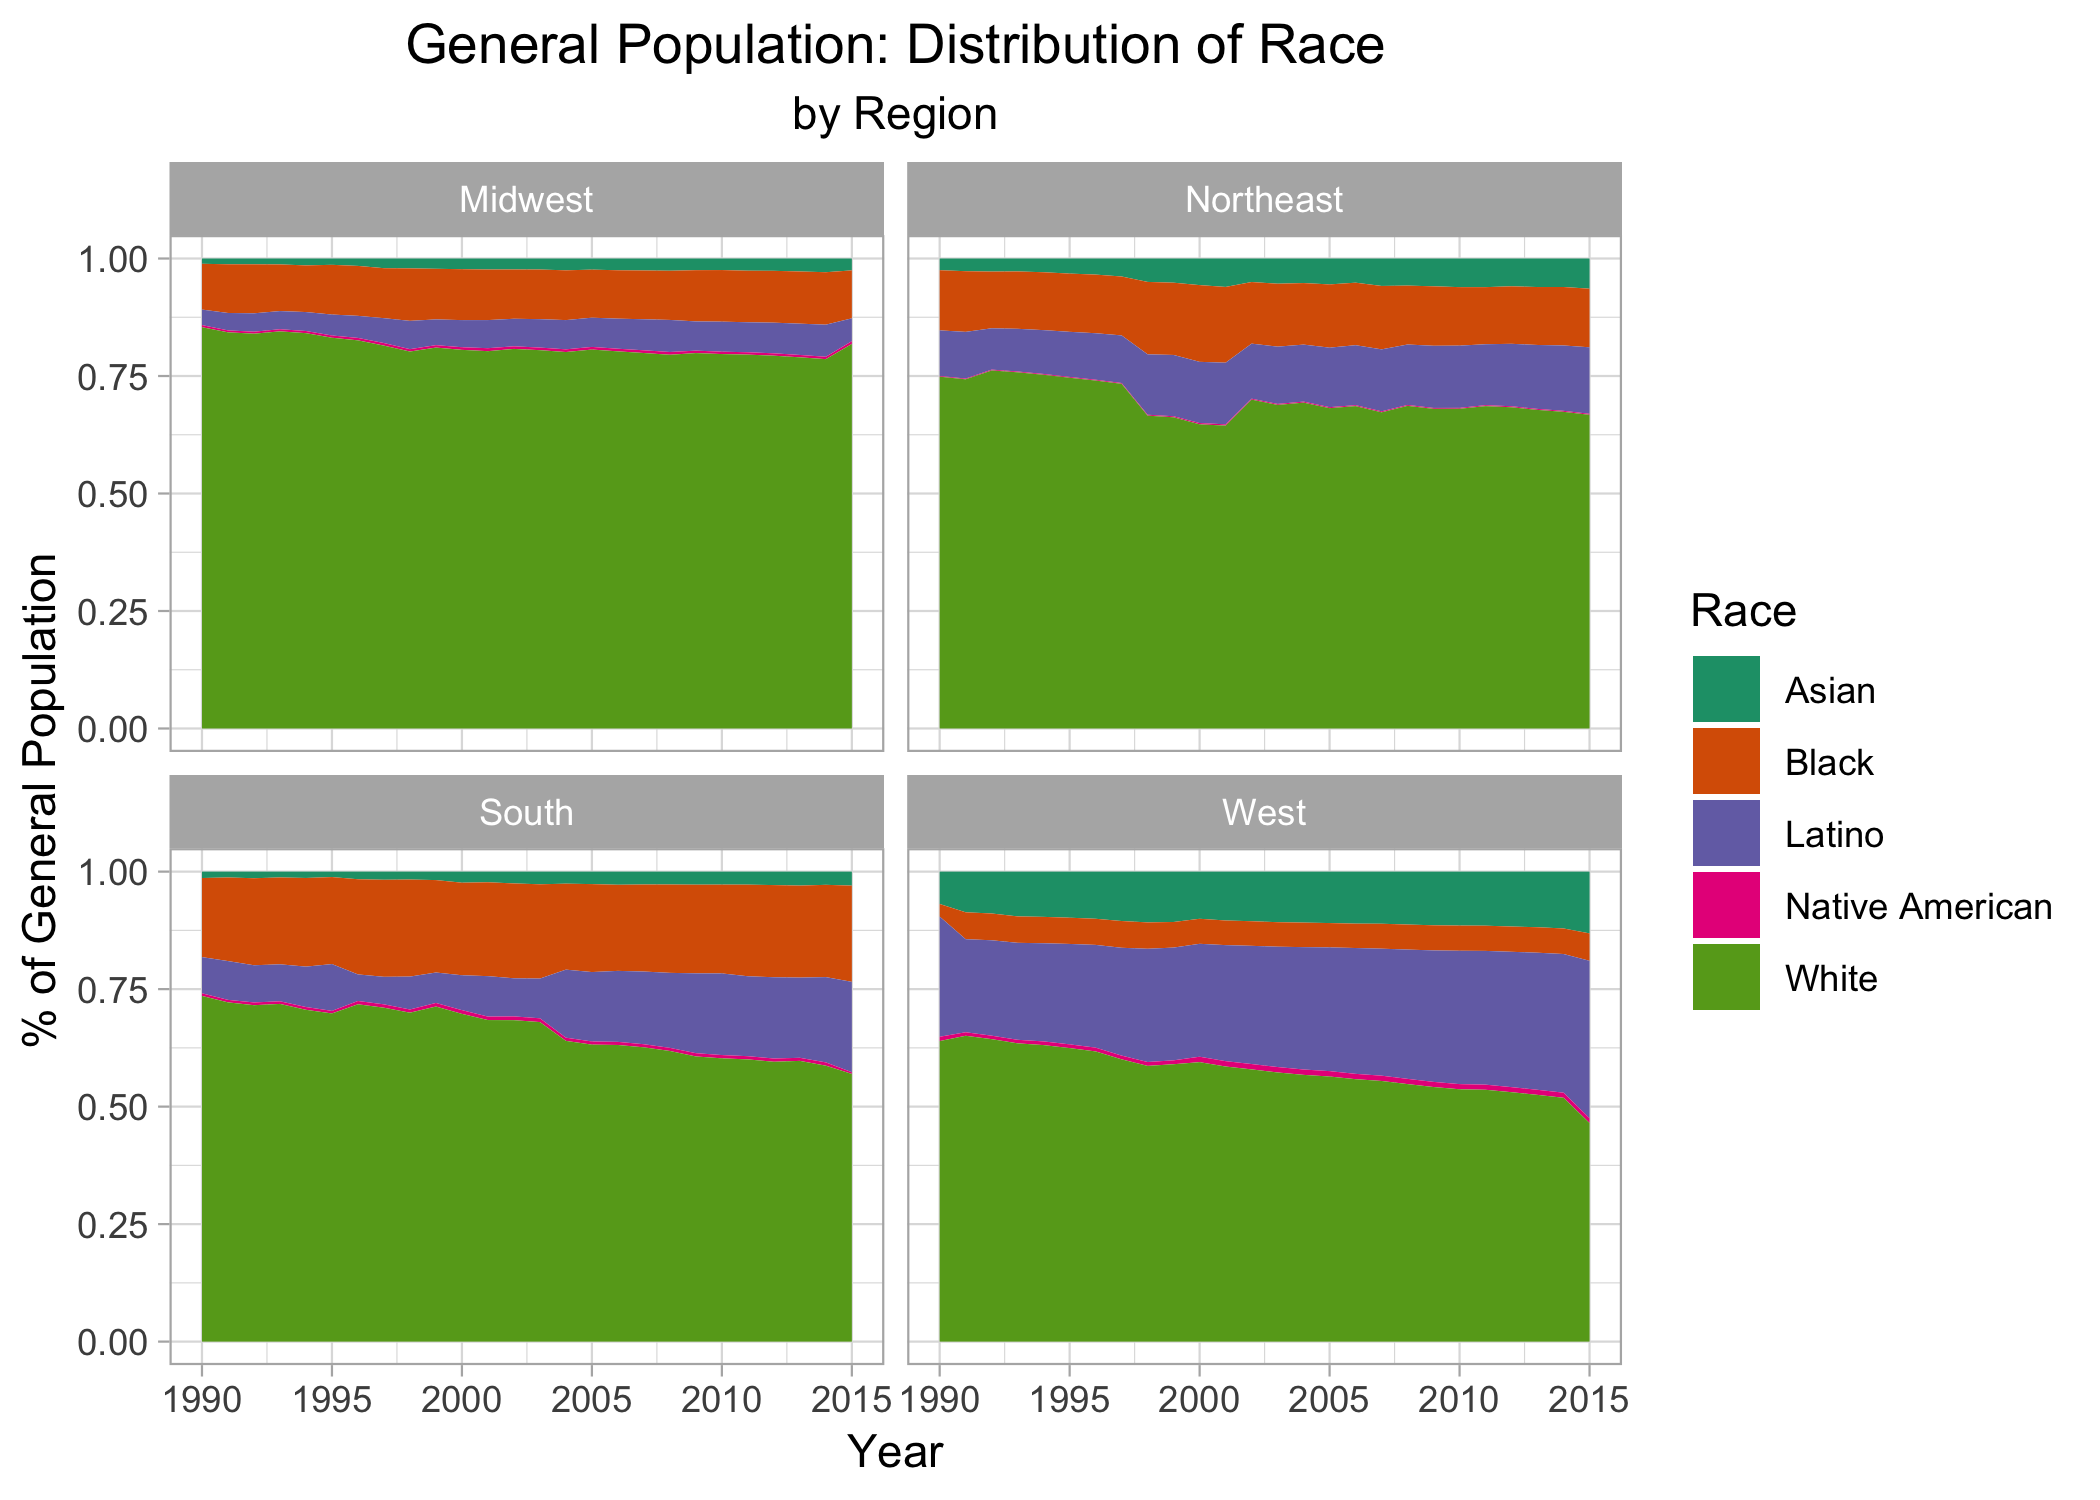 General Population: Distribution of Race
by Region
Midwest
Northeast
1.00
0.75
0.50
0.25
0.00
South
West
1.00
0.75
0.50
0.25
0.00
1990 1995 2000 2005 2010 2015 1990 1995 2000 2005 2010 2015
Year
% of General Population
Race
Asian
Black
Latino
Native American
White